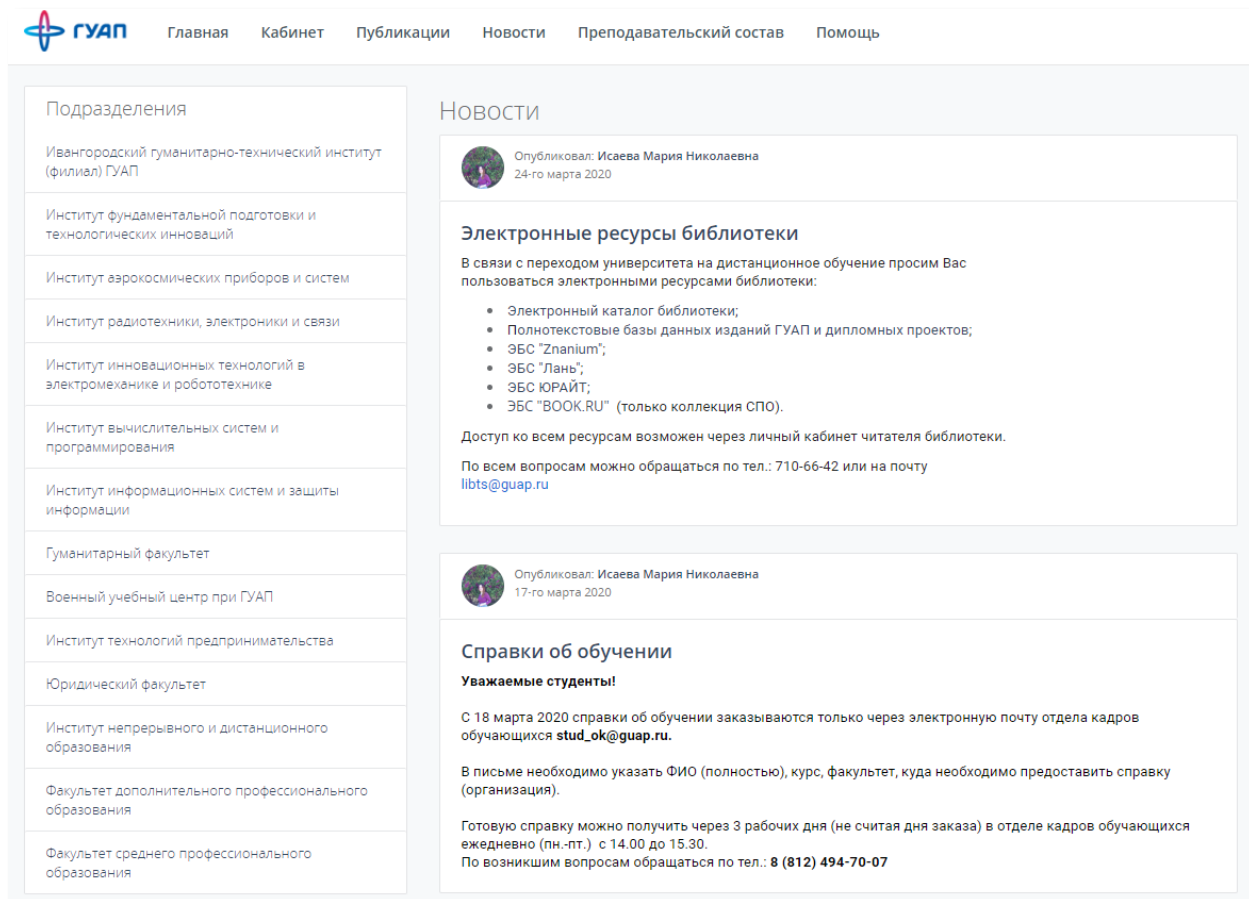 ГУАП Главная Кабинет Публикации Новости Преподавательский состав Помощь
Подразделения
Ивангородский гуманитарно-технический институт
(филиал) ГУАП
Институт фундаментальной подготовки и
технологических инноваций
Институт аэрокосмических приборов и систем
Институт радиотехники, электроники и связи
Институт инновационных технологий в
электромеханике и робототехнике
Институт вычислительных систем и
программирования
Институт информационных систем и защиты
информации
Гуманитарный факультет
Военный учебный центр при ГУАП
Институт технологий предпринимательства
Юридический факультет
Институт непрерывного и дистанционного
образования
Факультет дополнительного профессионального
образования
Факультет среднего профессионального
образования
Новости
Опубликовал: Исаева Мария Николаевна
24-го марта 2020
Электронные ресурсы библиотеки
В связи с переходом университета на дистанционное обучение просим Вас
пользоваться электронными ресурсами библиотеки:
• Электронный каталог библиотеки;
• Полнотекстовые базы данных изданий ГУАП и дипломных проектов;
• ЭБС "Znanium";
• ЭБС "Лань";
• ЭБС ЮРАЙТ;
• ЭБС "BOOK.RU" (только коллекция СПО).
Доступ ко всем ресурсам возможен через личный кабинет читателя библиотеки.
По всем вопросам можно обращаться по тел.: 710-66-42 или на почту
libts@guap.ru
Опубликовал: Исаева Мария Николаевна
17-го марта 2020
Справки об обучении
Уважаемые студенты!
С 18 марта 2020 справки об обучении заказываются только через электронную почту отдела кадров
обучающихся stud_ok@guap.ru.
В письме необходимо указать ФИО (полностью), курс, факультет, куда необходимо предоставить справку
(организация).
Готовую справку можно получить через 3 рабочих дня (не считая дня заказа) в отделе кадров обучающихся
ежедневно (пн.-пт.) с 14.00 до 15.30.
По возникшим вопросам обращаться по тел.: 8 (812) 494-70-07